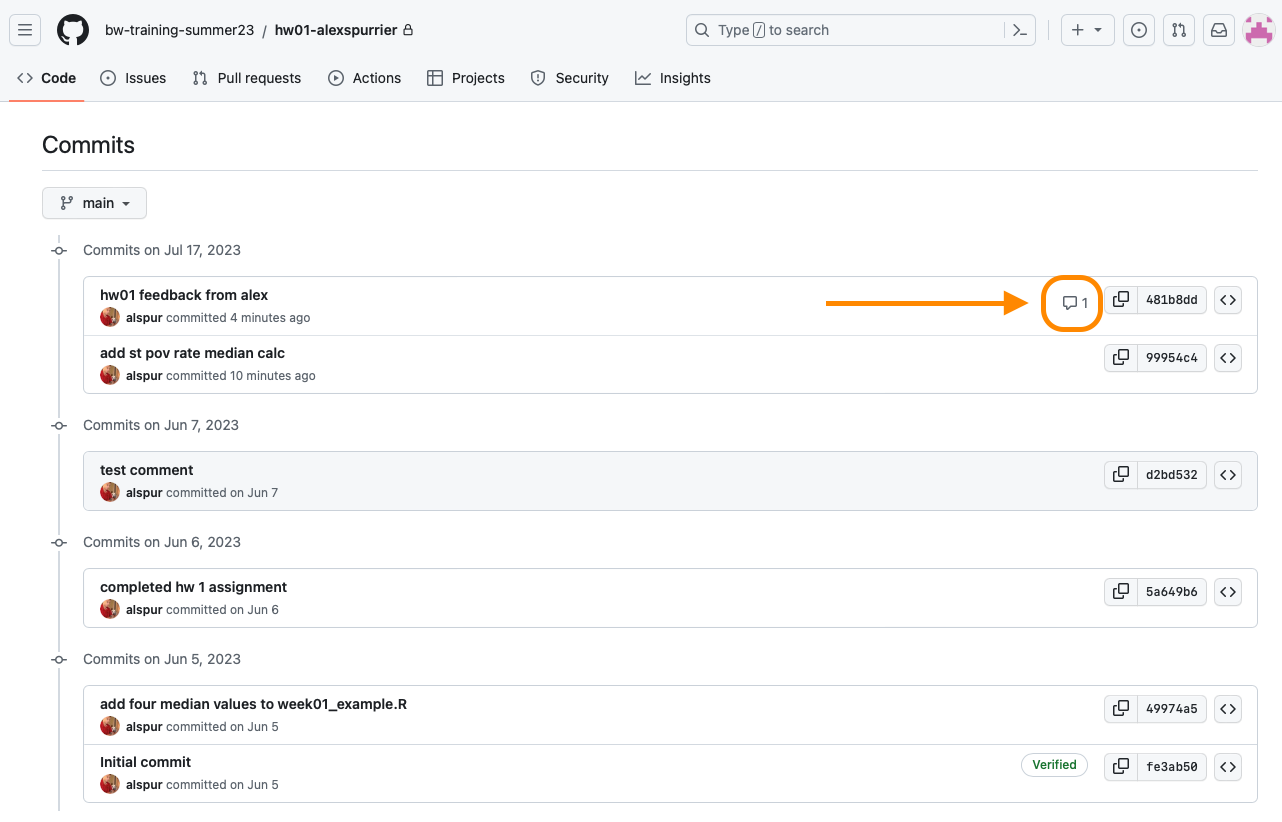 bw-training-summer23 / hw01-alexspurrier
Type / to search
Code Issues Pull requests Actions Projects Security Insights
Commits
main
Commits on Jul 17, 2023
hw01 feedback from alex
1 481b8dd
alspur committed 4 minutes ago
add st pov rate median calc
99954c4
alspur committed 10 minutes ago
Commits on Jun 7, 2023
test comment
d2bd532
alspur committed on Jun 7
Commits on Jun 6, 2023
completed hw 1 assignment
5a649b6
alspur committed on Jun 6
Commits on Jun 5, 2023
add four median values to week01_example.R
49974a5
alspur committed on Jun 5
Initial commit
Verified fe3ab50
alspur committed on Jun 5